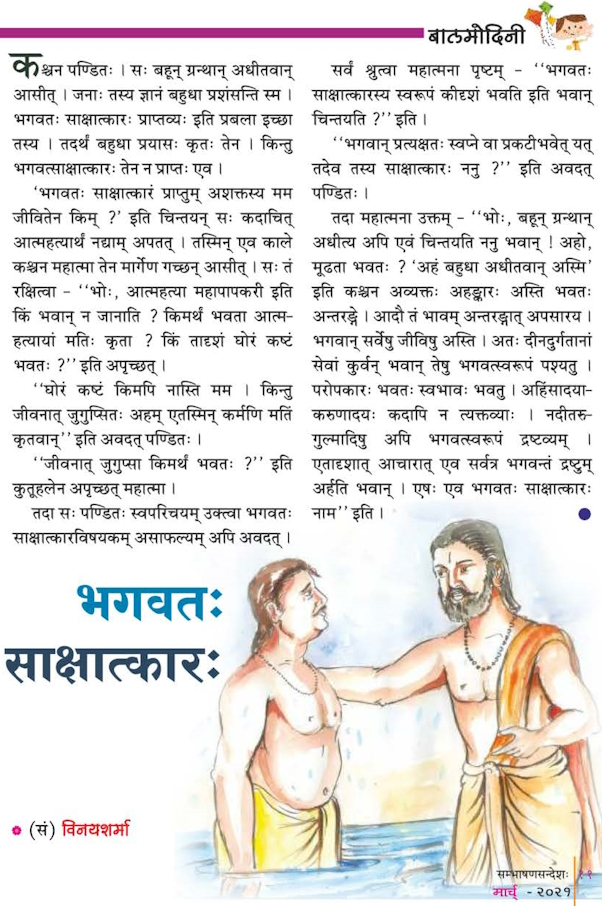 बालमोदिनी
कश्चन पण्डितः । सः बहून् ग्रन्थान् अधीतवान्
आसीत् । जनाः तस्य ज्ञानं बहुधा प्रशंसन्ति स्म ।
भगवतः साक्षात्कारः प्राप्तव्यः इति प्रबला इच्छा
तस्य । तदर्थं बहुधा प्रयासः कृतः तेन । किन्तु
भगवत्साक्षात्कारः तेन न प्राप्तः एव ।
‘भगवतः साक्षात्कारं प्राप्तुम् अशक्तस्य मम
जीवितेन किम् ?’ इति चिन्तयन् सः कदाचित्
आत्महत्यार्थं नद्याम् अपतत् । तस्मिन् एव काले
कश्चन महात्मा तेन मार्गेण गच्छन् आसीत् । सः तं
रक्षित्वा - “भोः, आत्महत्या महापापकरी इति
किं भवान् न जानाति ? किमर्थं भवता आत्म-
हत्यायां मतिः कृता ? किं तादृशं घोरं कष्टं
भवतः ?” इति अपृच्छत् ।
“घोरं कष्टं किमपि नास्ति मम । किन्तु
जीवनात् जुगुप्सितः अहम् एतस्मिन् कर्मणि मतिं
कृतवान्” इति अवदत् पण्डितः ।
“जीवनात् जुगुप्सा किमर्थं भवतः ?” इति
कुतूहलेन अपृच्छत् महात्मा ।
तदा सः पण्डितः स्वपरिचयम् उक्त्वा भगवतः
साक्षात्कारविषयकम् असाफल्यम् अपि अवदत् ।
सर्वं श्रुत्वा महात्मना पृष्टम् - “भगवतः
साक्षात्कारस्य स्वरूपं कीदृशं भवति इति भवान्
चिन्तयति ?” इति ।
“भगवान् प्रत्यक्षतः स्वप्ने वा प्रकटीभवेत् यत्
तदेव तस्य साक्षात्कारः ननु ?” इति अवदत्
पण्डितः ।
तदा महात्मना उक्तम् - “भोः, बहून् ग्रन्थान्
अधीत्य अपि एवं चिन्तयति ननु भवान् ! अहो,
मूढता भवतः ? ‘अहं बहुधा अधीतवान् अस्मि’
इति कश्चन अव्यक्तः अहङ्कारः अस्ति भवतः
अन्तरङ्गे । आदौ तं भावम् अन्तरङ्गात् अपसारय ।
भगवान् सर्वेषु जीविषु अस्ति । अतः दीनदुर्गतानां
सेवां कुर्वन् भवान् तेषु भगवत्स्वरूपं पश्यतु ।
परोपकारः भवतः स्वभावः भवतु । अहिंसादया-
करुणादयः कदापि न त्यक्तव्याः । नदीतरु-
गुल्मादिषु अपि भगवत्स्वरूपं द्रष्टव्यम् ।
एतादृशात् आचारात् एव सर्वत्र भगवन्तं द्रष्टुम्
अर्हति भवान् । एषः एव भगवतः साक्षात्कारः
नाम” इति ।
भगवतः
साक्षात्कारः
(सं) विनयशर्मा
सम्भाषणसन्देशः
मार्च् - २०२१